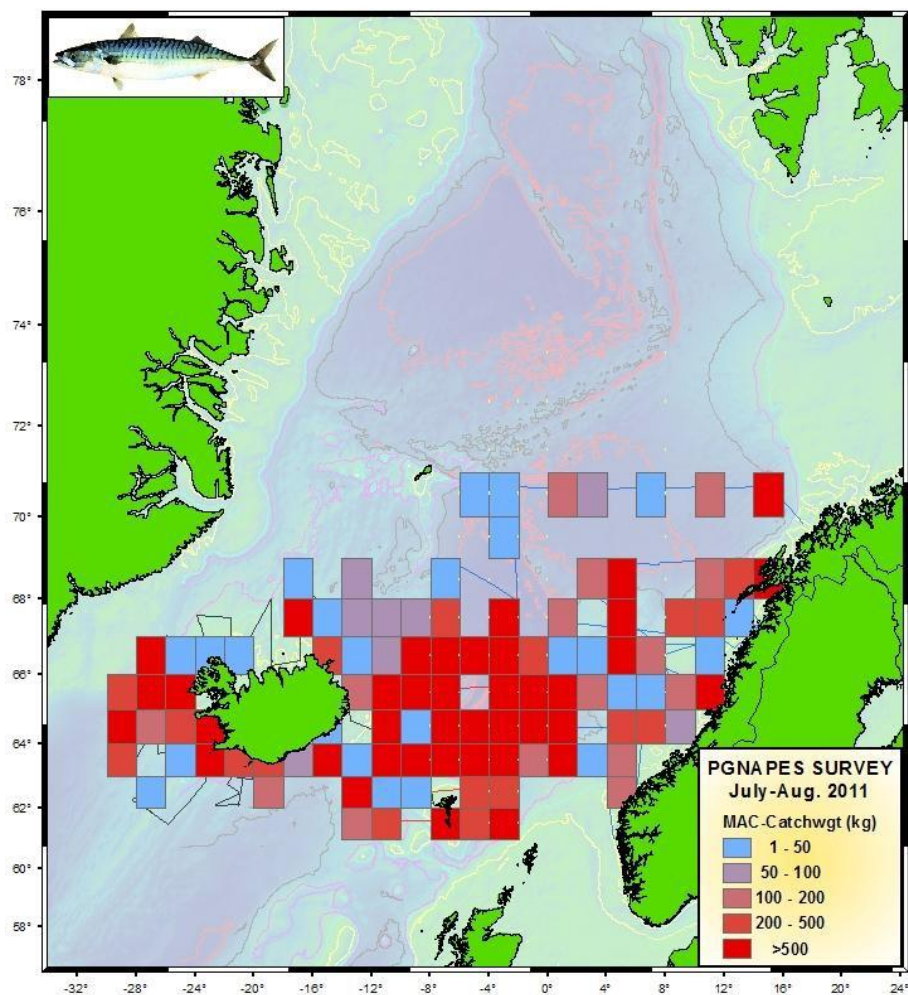 78°
76°
74°
72°
70°
68°
66°
64°
62°
60°
58°
PGNAPES SURVEY
July-Aug. 2011
MAC-Catchwgt (kg)
1 - 50
50 - 100
100 - 200
200 - 500
>500
-32° -28° -24° -20° -16° -12° -8° -4° 0° 4° 8° 12° 16° 20° 24°